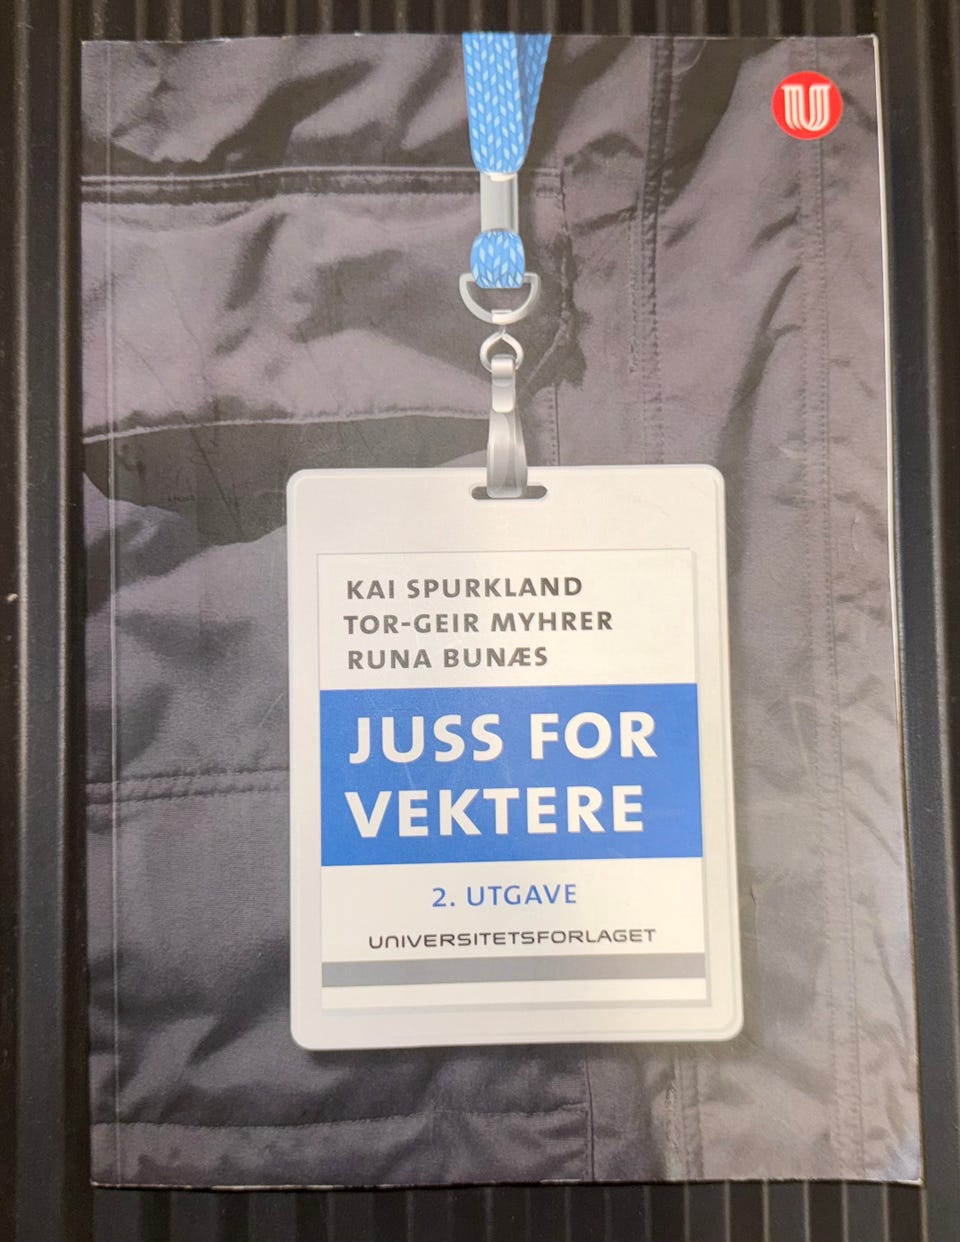 U
KAI SPURKLAND
TOR-GEIR MYHRER
RUNA BUNÆS
JUSS FOR
VEKTERE
2. UTGAVE
UNIVERSITETSFORLAGET